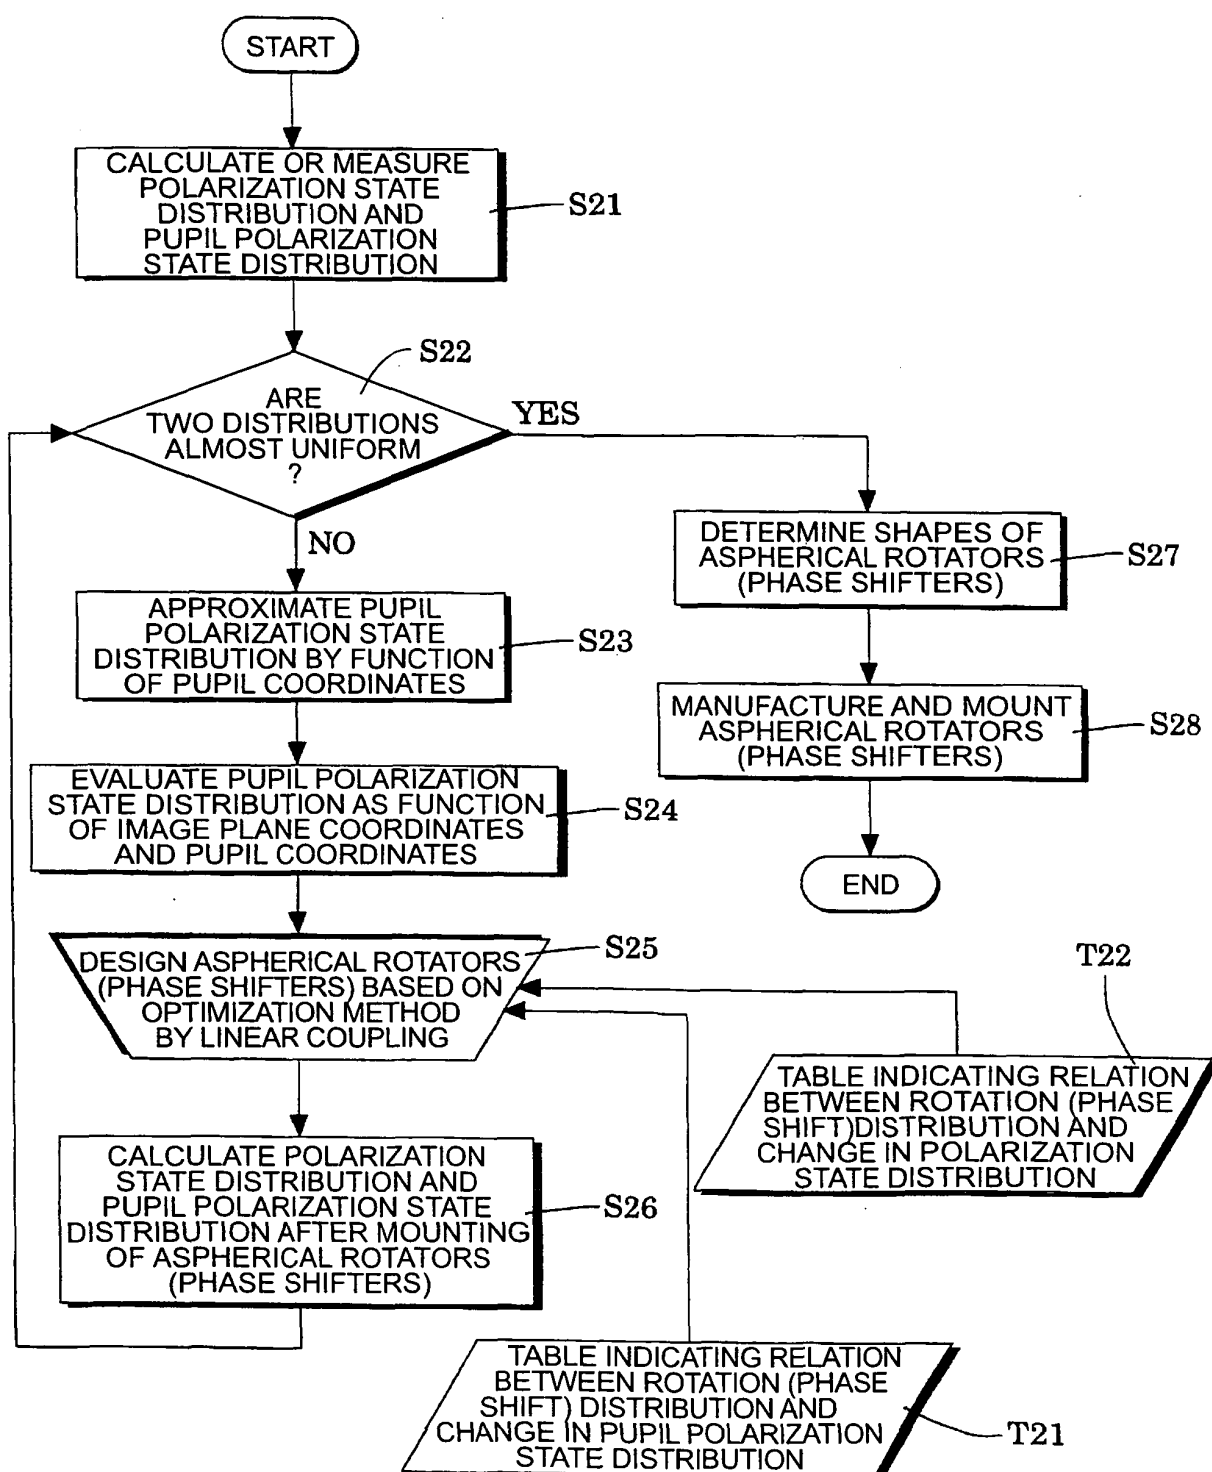 START
CALCULATE OR MEASURE
POLARIZATION STATE
DISTRIBUTION AND
PUPIL POLARIZATION
STATE DISTRIBUTION
S21
S22
ARE
TWO DISTRIBUTIONS
ALMOST UNIFORM
?
YES
NO
APPROXIMATE PUPIL
POLARIZATION STATE
DISTRIBUTION BY FUNCTION
OF PUPIL COORDINATES
S23
EVALUATE PUPIL POLARIZATION
STATE DISTRIBUTION AS FUNCTION
OF IMAGE PLANE COORDINATES
AND PUPIL COORDINATES
S24
DESIGN ASPHERICAL ROTATORS
(PHASE SHIFTERS) BASED ON
OPTIMIZATION METHOD
BY LINEAR COUPLING
S25
CALCULATE POLARIZATION
STATE DISTRIBUTION AND
PUPIL POLARIZATION STATE
DISTRIBUTION AFTER MOUNTING
OF ASPHERICAL ROTATORS
(PHASE SHIFTERS)
S26
DETERMINE SHAPES OF
ASPHERICAL ROTATORS
(PHASE SHIFTERS)
S27
MANUFACTURE AND MOUNT
ASPHERICAL ROTATORS
(PHASE SHIFTERS)
S28
END
T22
TABLE INDICATING RELATION
BETWEEN ROTATION (PHASE
SHIFT)DISTRIBUTION AND
CHANGE IN POLARIZATION
STATE DISTRIBUTION
TABLE INDICATING RELATION
BETWEEN ROTATION (PHASE
SHIFT) DISTRIBUTION AND
CHANGE IN PUPIL POLARIZATION
STATE DISTRIBUTION
T21